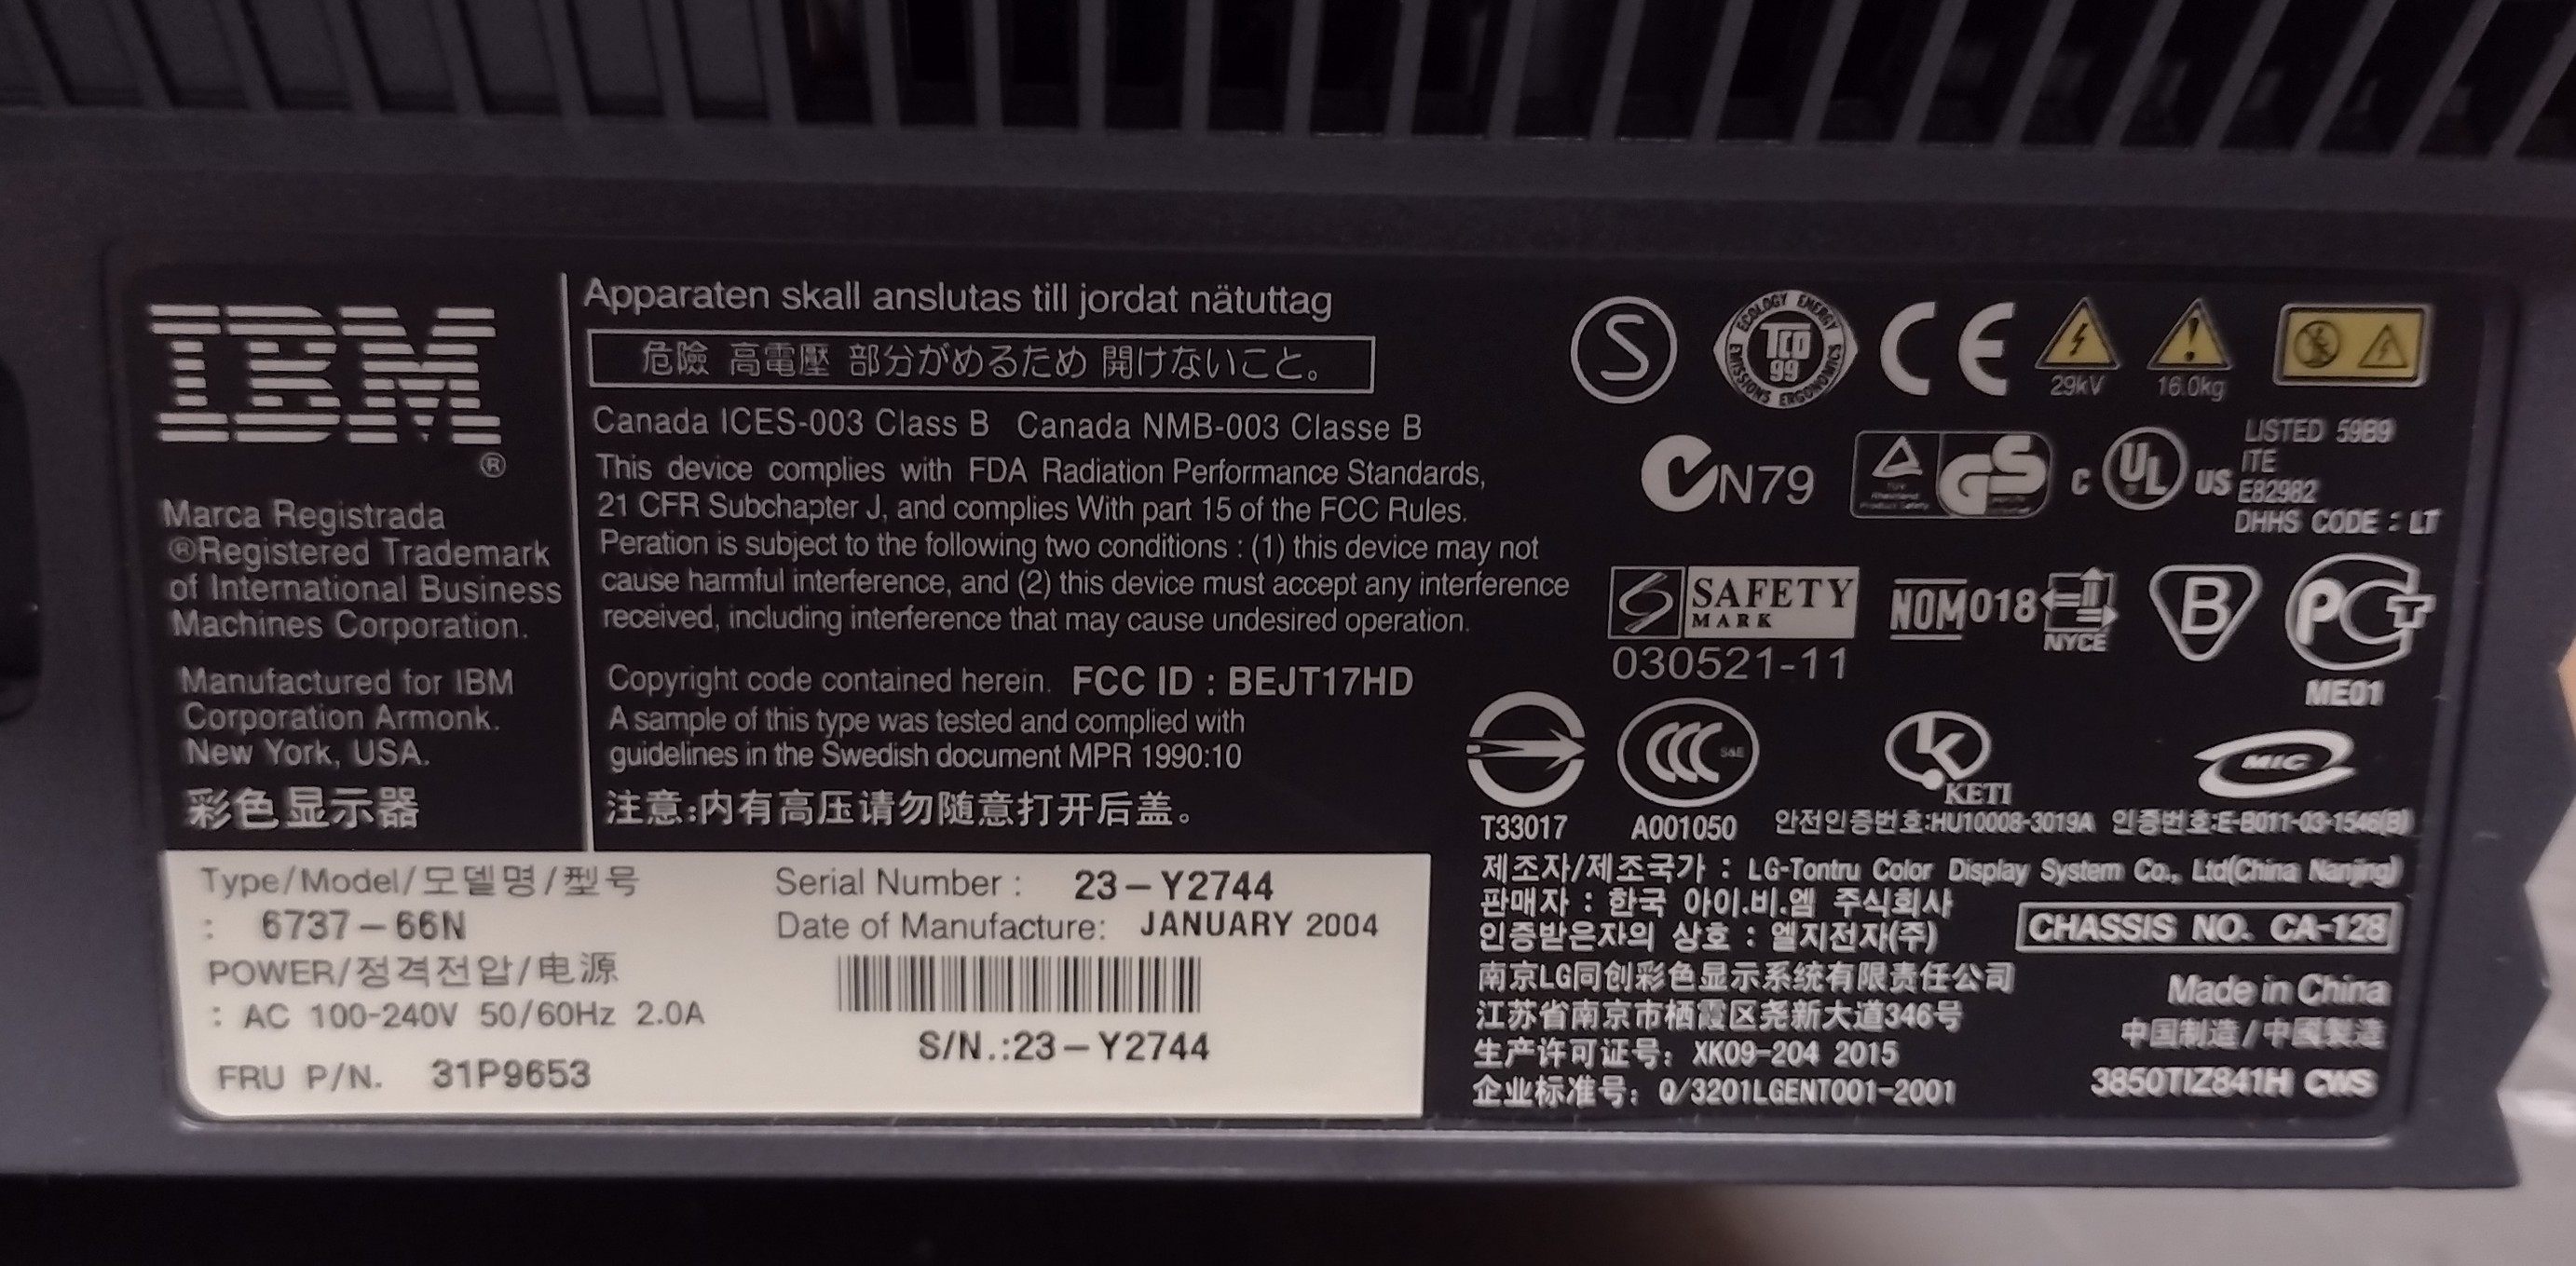 IBM
®
Marca Registrada
®Registered Trademark
of International Business
Machines Corporation.
Manufactured for IBM
Corporation Armonk.
New York, USA.
彩色显示器
Apparaten skall anslutas till jordat nätuttag
危險 高電壓 部分がめるため 開けないこと。
Canada ICES-003 Class B Canada NMB-003 Classe B
This device complies with FDA Radiation Performance Standards,
21 CFR Subchapter J, and complies With part 15 of the FCC Rules.
Peration is subject to the following two conditions : (1) this device may not
cause harmful interference, and (2) this device must accept any interference
received, including interference that may cause undesired operation.
Copyright code contained herein. FCC ID : BEJT17HD
A sample of this type was tested and complied with
guidelines in the Swedish document MPR 1990:10
注意:内有高压请勿随意打开后盖。
Type/Model/모델명/型号
: 6737-66N
POWER/정격전압/电源
: AC 100-240V 50/60Hz 2.0A
FRU P/N. 31P9653
Serial Number : 23-Y2744
Date of Manufacture: JANUARY 2004
S/N.:23-Y2744
S
ECOLOGY ENERGY
TCO
99
EMISSIONS ERGONOMICS
CE
29kV
16.0kg
N79
TÜV
Rheinland
Product Safety
GS
C UL US
LISTED 59B9
ITE
E82982
DHHS CODE : LT
SAFETY
MARK
030521-11
NOM 018
NYCE
B
PCT
ME01
T33017
CCC S&E
A001050
KETI
안전인증번호:HU10008-3019A
MIC
인증번호:E-B011-03-1546(B)
제조자/제조국가 : LG-Tontru Color Display System Co., Ltd(China Nanjing)
판매자 : 한국 아이.비.엠 주식회사
인증받은자의 상호 : 엘지전자(주)
CHASSIS NO. CA-128
南京LG同创彩色显示系统有限责任公司
江苏省南京市栖霞区尧新大道346号
生产许可证号: XK09-204 2015
企业标准号: Q/3201LGENT001-2001
Made in China
中国制造/中國製造
3850TIZ841H CWS